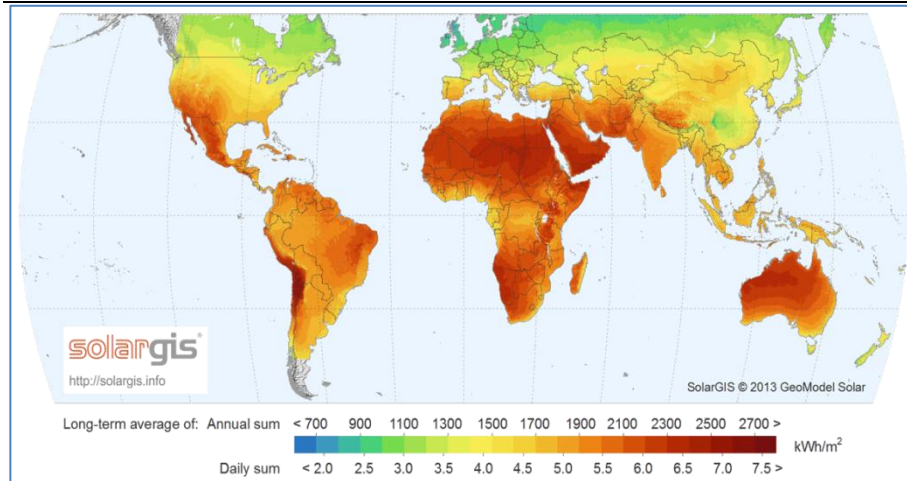 solargis®
http://solargis.info
SolarGIS © 2013 GeoModel Solar
Long-term average of: Annual sum < 700 900 1100 1300 1500 1700 1900 2100 2300 2500 2700 >
kWh/m²
Daily sum < 2.0 2.5 3.0 3.5 4.0 4.5 5.0 5.5 6.0 6.5 7.0 7.5 >